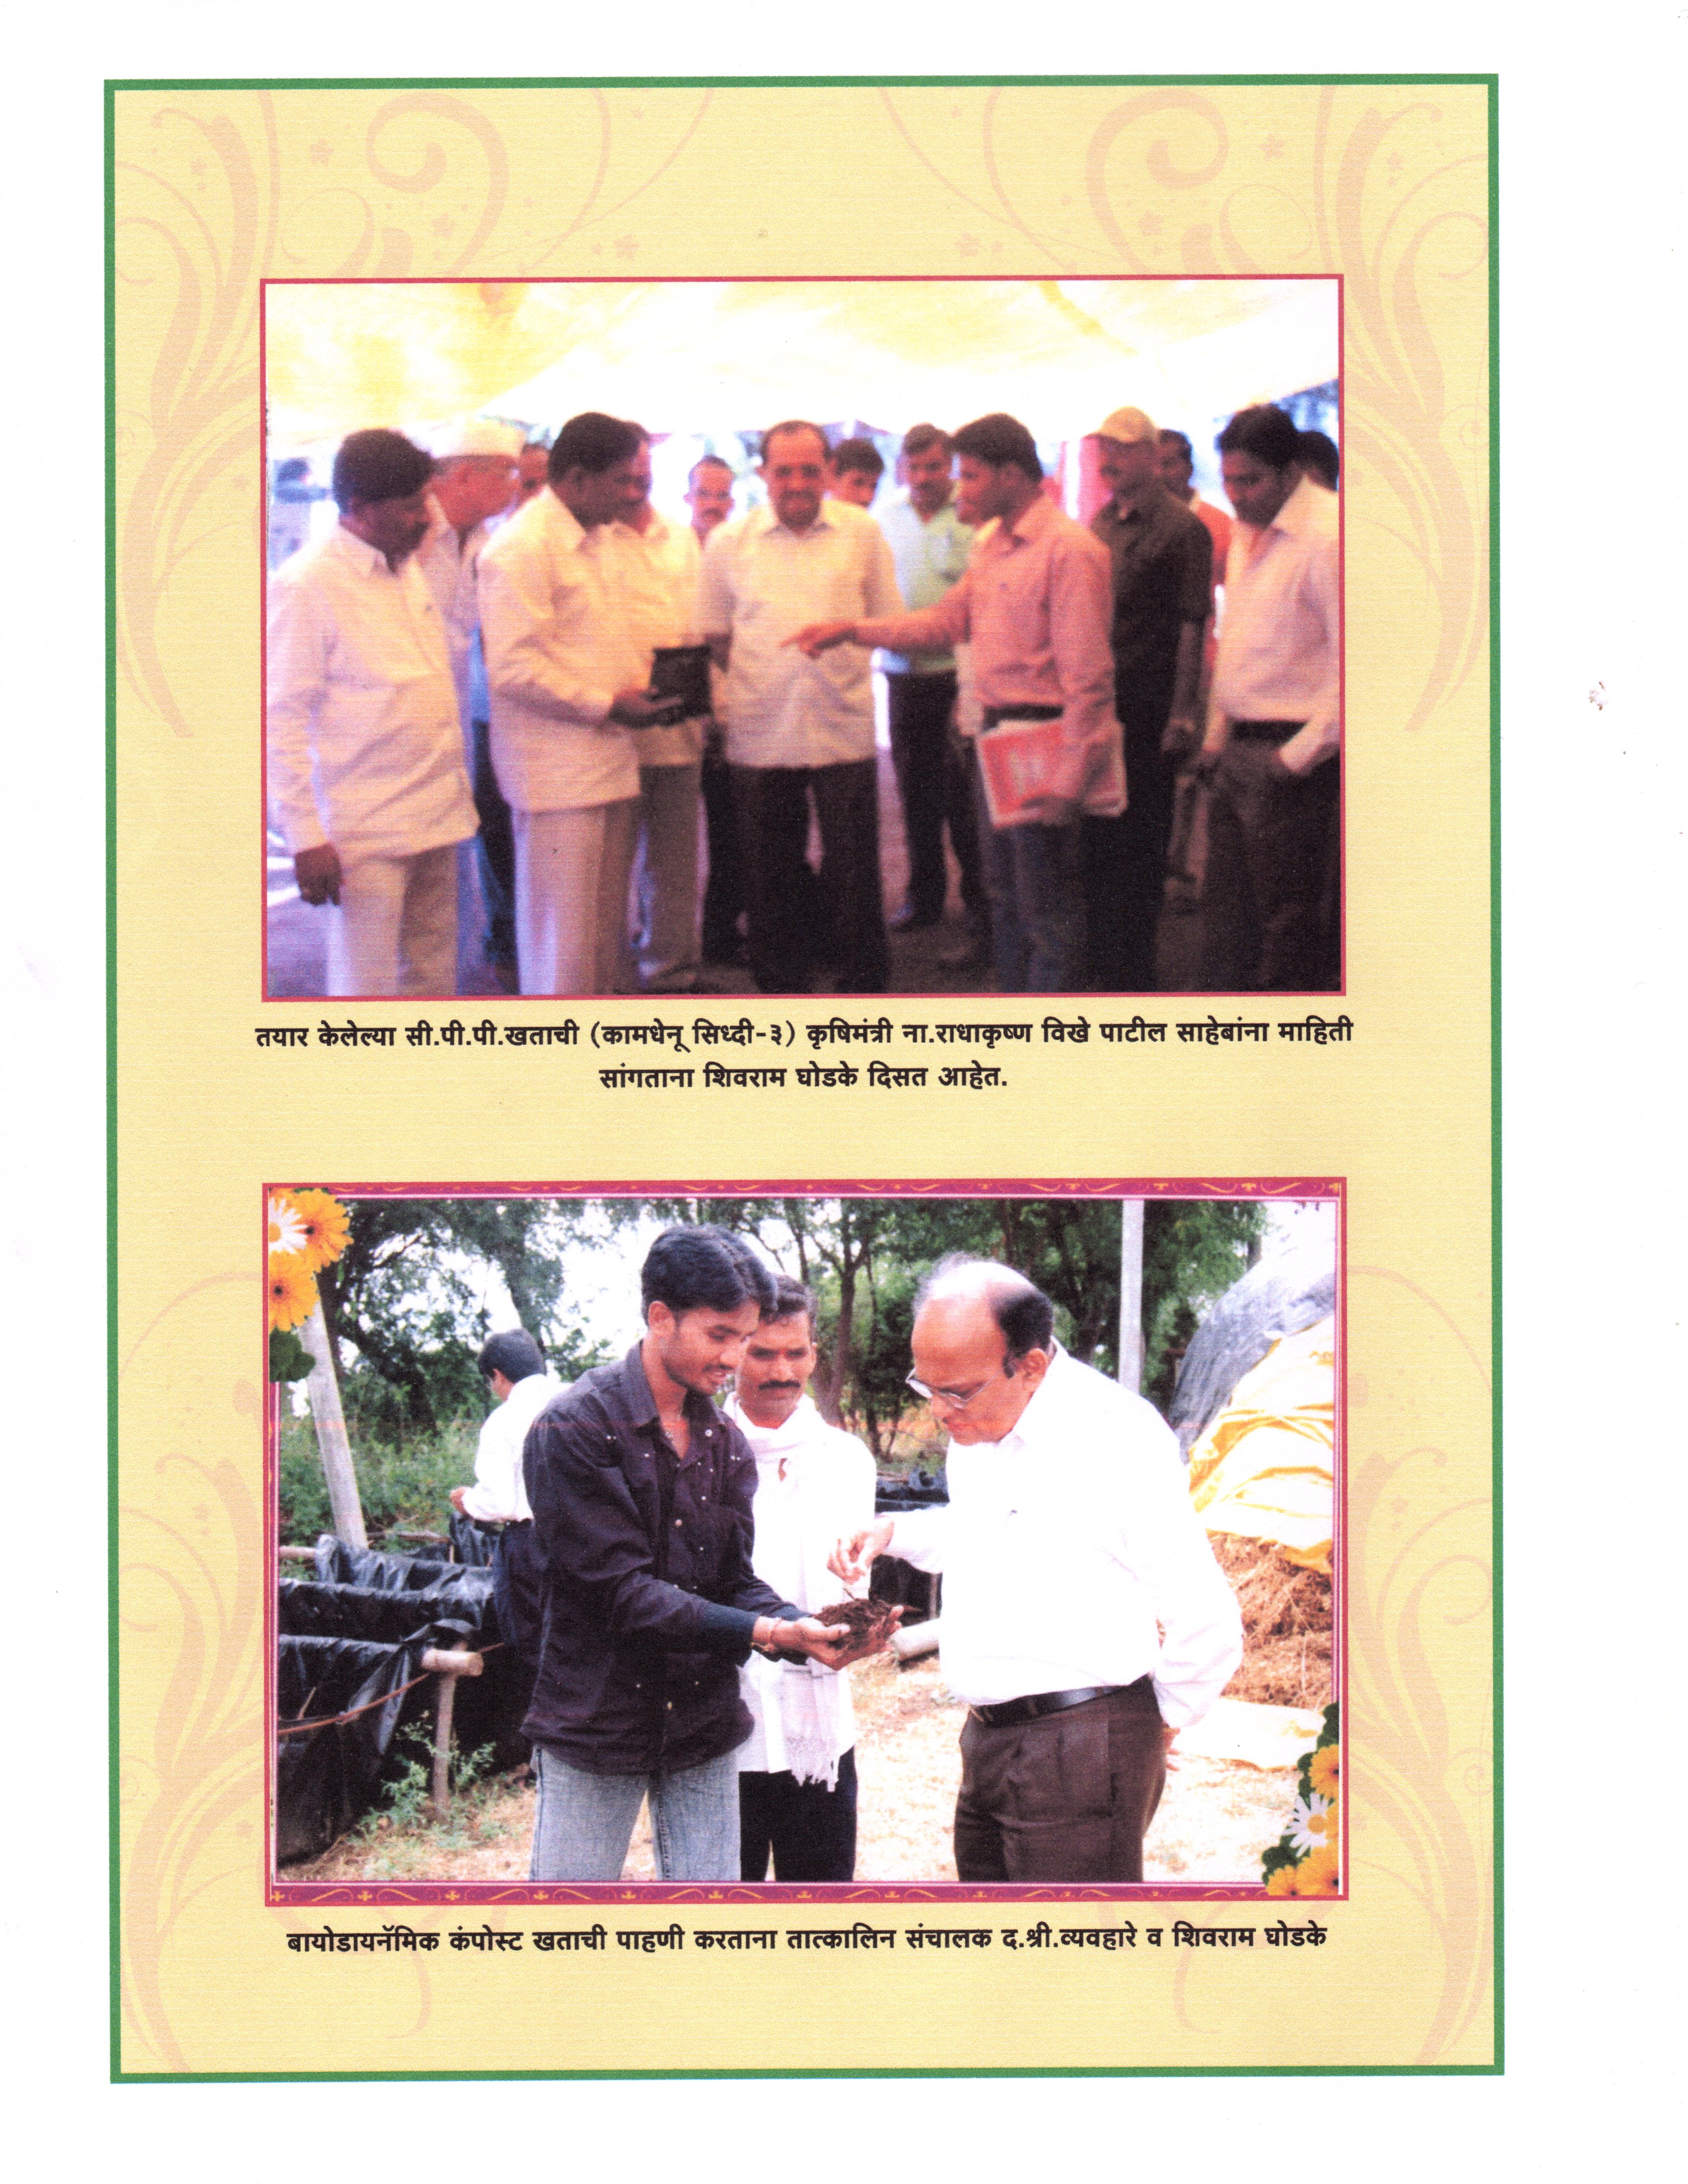 तयार केलेल्या सी.पी.पी.खताची (कामधेनू सिध्दी-३) कृषिमंत्री ना.राधाकृष्ण विखे पाटील साहेबांना माहिती
सांगताना शिवराम घोडके दिसत आहेत.
बायोडायनॅमिक कंपोस्ट खताची पाहणी करताना तात्कालिन संचालक द.श्री.व्यवहारे व शिवराम घोडके